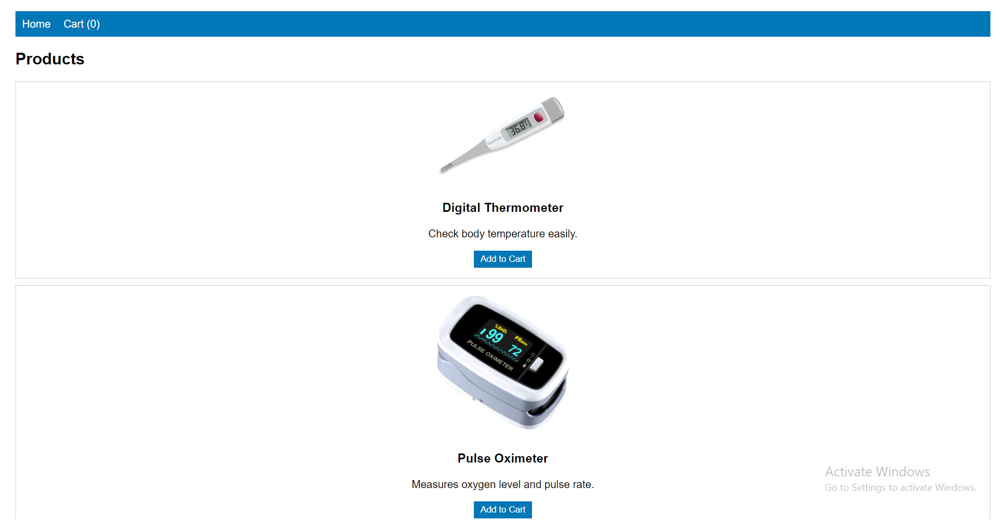 Home Cart (0)
Products
36.8°C
rossmax
Digital Thermometer
Check body temperature easily.
Add to Cart
%SpO₂
99
PRbpm
72
PULSE OXIMETER
Pulse Oximeter
Measures oxygen level and pulse rate.
Add to Cart
Activate Windows
Go to Settings to activate Windows.